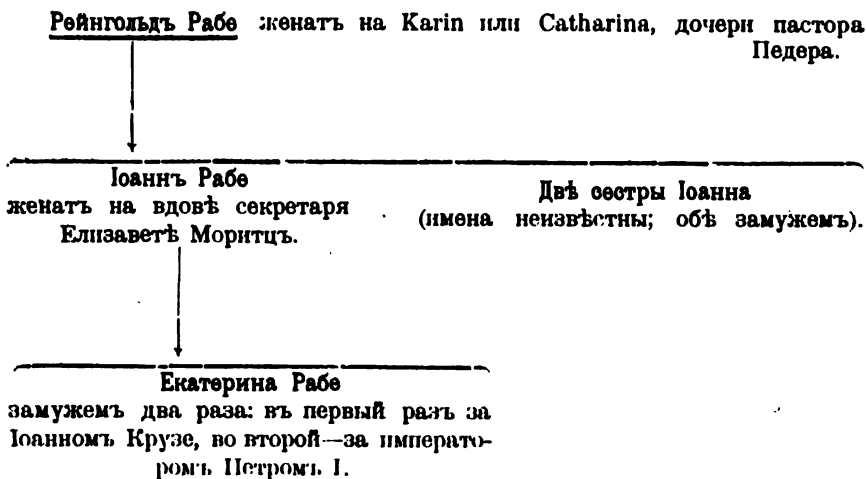 Рейнгольдъ Рабе женатъ на Karin или Catharina, дочери пастора
Педера.
Іоаннъ Рабе
женатъ на вдовѣ секретаря
Елизаветѣ Моритцъ.
Двѣ сестры Іоанна
(имена неизвѣстны; обѣ замужемъ).
Екатерина Рабе
замужемъ два раза: въ первый разъ за
Іоанномъ Крузе, во второй—за императо-
ромъ Петромъ I.